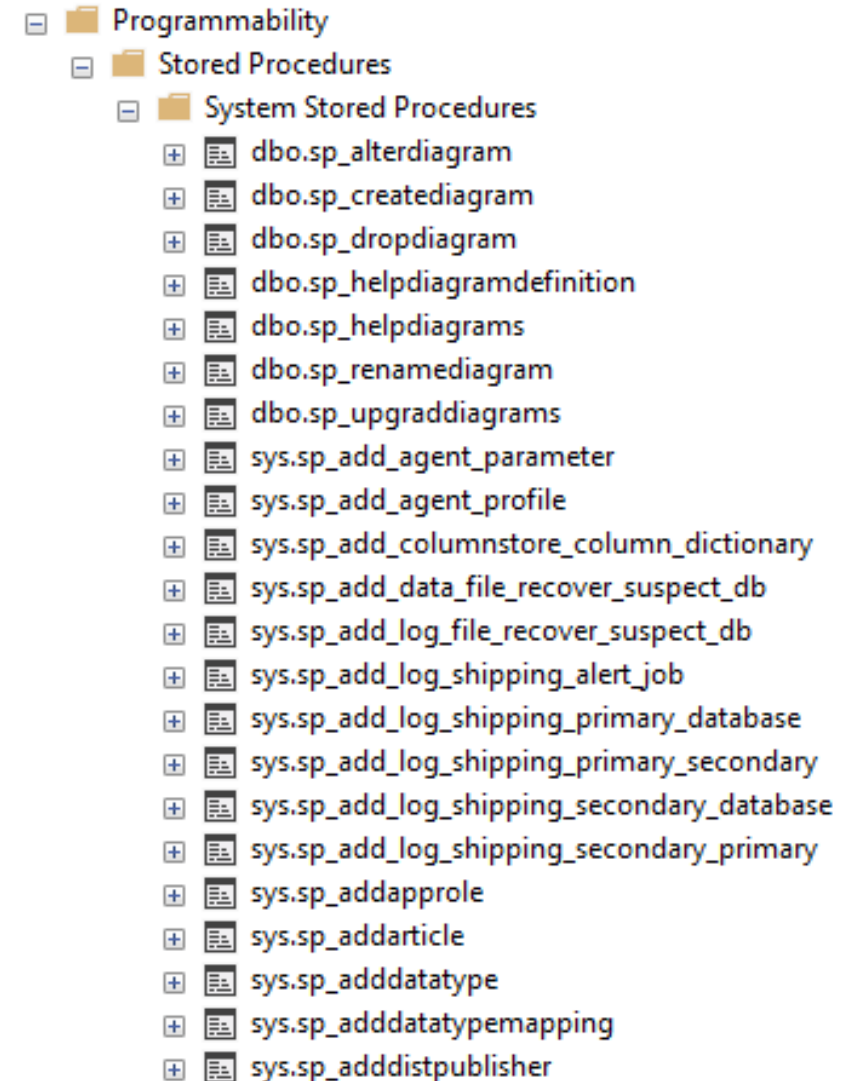 Programmability
Stored Procedures
System Stored Procedures
dbo.sp_alterdiagram
dbo.sp_creatediagram
dbo.sp_dropdiagram
dbo.sp_helpdiagramdefinition
dbo.sp_helpdiagrams
dbo.sp_renamediagram
dbo.sp_upgraddiagrams
sys.sp_add_agent_parameter
sys.sp_add_agent_profile
sys.sp_add_columnstore_column_dictionary
sys.sp_add_data_file_recover_suspect_db
sys.sp_add_log_file_recover_suspect_db
sys.sp_add_log_shipping_alert_job
sys.sp_add_log_shipping_primary_database
sys.sp_add_log_shipping_primary_secondary
sys.sp_add_log_shipping_secondary_database
sys.sp_add_log_shipping_secondary_primary
sys.sp_addapprole
sys.sp_addarticle
sys.sp_adddatatype
sys.sp_adddatatypemapping
sys.sp_adddistpublisher